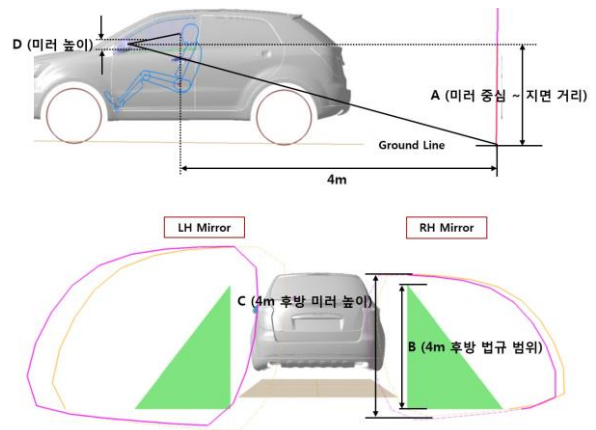 D (미러 높이)
A (미러 중심 ~ 지면 거리)
Ground Line
4m
LH Mirror
RH Mirror
C (4m 후방 미러 높이)
B (4m 후방 법규 범위)